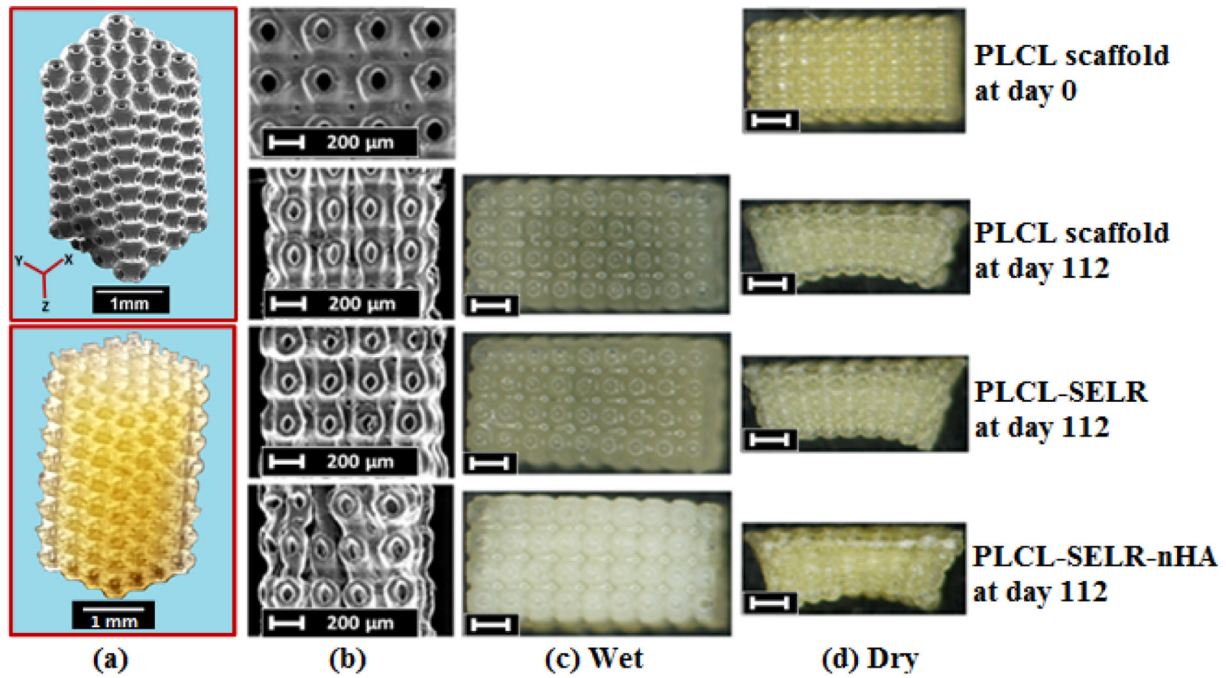 Y
X
Z
1mm
1 mm
(a)
200 µm
200 µm
200 µm
200 µm
(b)
(c) Wet
(d) Dry
PLCL scaffold
at day 0
PLCL scaffold
at day 112
PLCL-SELR
at day 112
PLCL-SELR-nHA
at day 112